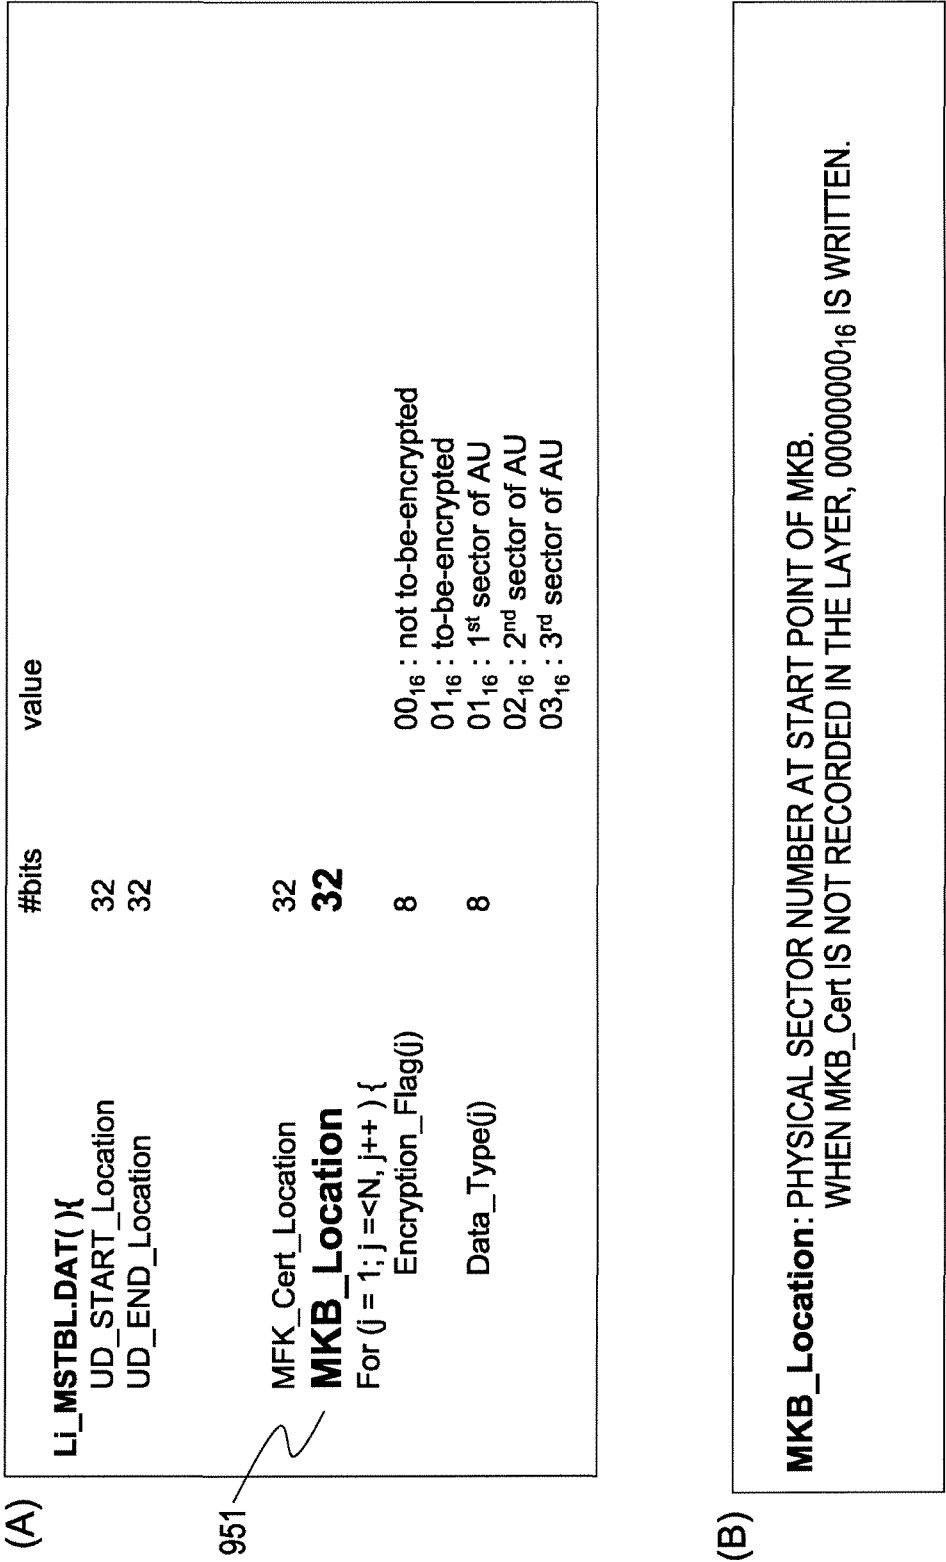 (A)
#bits value
Li_MSTBL.DAT( ){
UD_START_Location 32
UD_END_Location 32
MFK_Cert_Location 32
951
MKB_Location 32
For (j = 1; j =<N, j++ ) {
Encryption_Flag(j) 8 00₁₆ : not to-be-encrypted
01₁₆ : to-be-encrypted
Data_Type(j) 8 01₁₆ : 1ˢᵗ sector of AU
02₁₆ : 2ⁿᵈ sector of AU
03₁₆ : 3ʳᵈ sector of AU
(B)
MKB_Location: PHYSICAL SECTOR NUMBER AT START POINT OF MKB.
WHEN MKB_Cert IS NOT RECORDED IN THE LAYER, 00000000₁₆ IS WRITTEN.